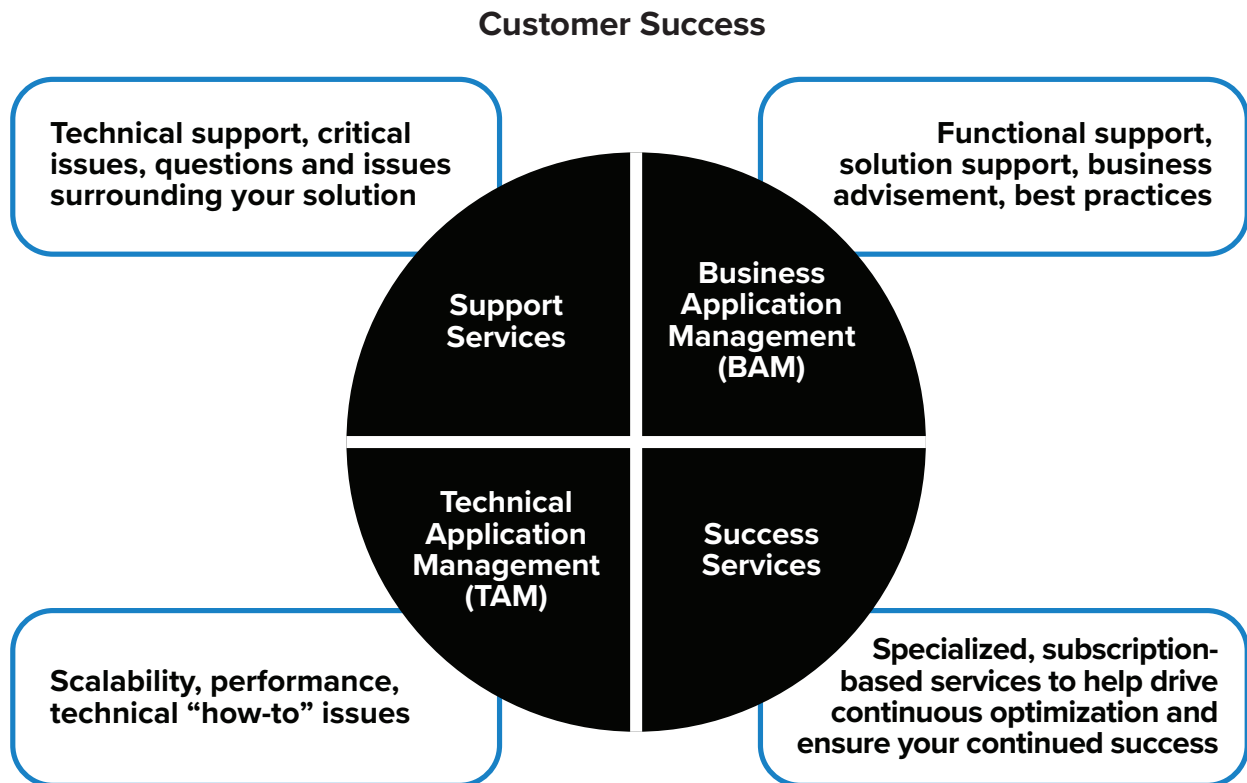 Customer Success
Technical support, critical
issues, questions and issues
surrounding your solution
Functional support,
solution support, business
advisement, best practices
Support
Services
Business
Application
Management
(BAM)
Technical
Application
Management
(TAM)
Success
Services
Scalability, performance,
technical “how-to” issues
Specialized, subscription-
based services to help drive
continuous optimization and
ensure your continued success